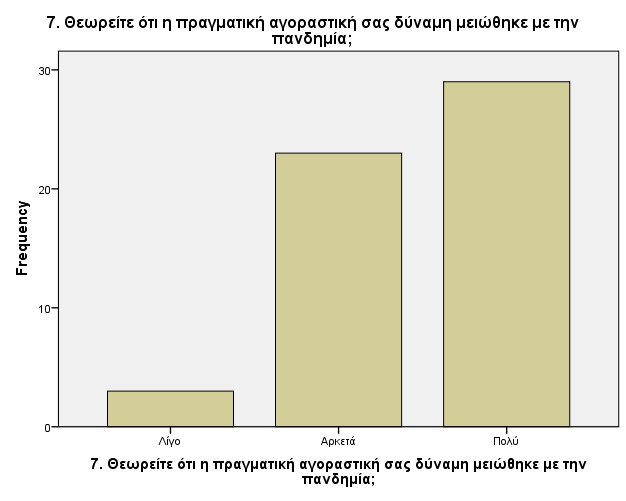 7. Θεωρείτε ότι η πραγματική αγοραστική σας δύναμη μειώθηκε με την
πανδημία;
30
20
10
0
Frequency
Λίγο
Αρκετά
Πολύ
7. Θεωρείτε ότι η πραγματική αγοραστική σας δύναμη μειώθηκε με την
πανδημία;